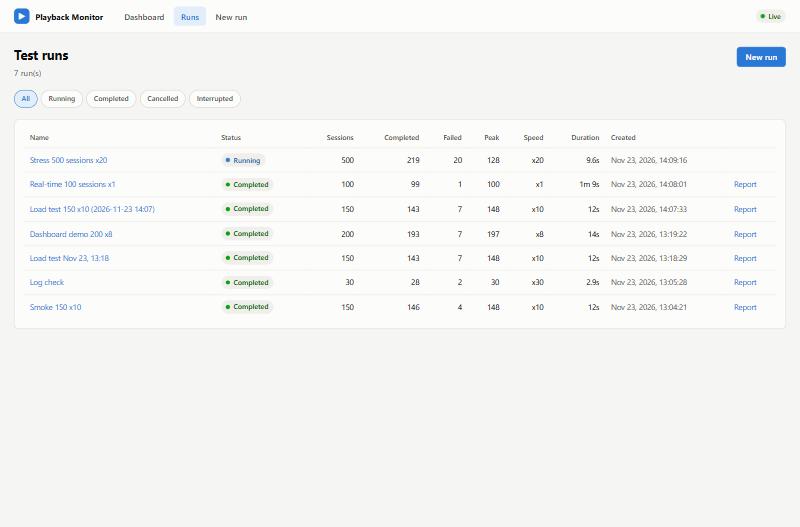 Playback Monitor Dashboard Runs New run Live
Test runs
7 run(s)
New run
All Running Completed Cancelled Interrupted
Name Status Sessions Completed Failed Peak Speed Duration Created
Stress 500 sessions x20 Running 500 219 20 128 x20 9.6s Nov 23, 2026, 14:09:16
Real-time 100 sessions x1 Completed 100 99 1 100 x1 1m 9s Nov 23, 2026, 14:08:01 Report
Load test 150 x10 (2026-11-23 14:07) Completed 150 143 7 148 x10 12s Nov 23, 2026, 14:07:33 Report
Dashboard demo 200 x8 Completed 200 193 7 197 x8 14s Nov 23, 2026, 13:19:22 Report
Load test Nov 23, 13:18 Completed 150 143 7 148 x10 12s Nov 23, 2026, 13:18:29 Report
Log check Completed 30 28 2 30 x30 2.9s Nov 23, 2026, 13:05:28 Report
Smoke 150 x10 Completed 150 146 4 148 x10 12s Nov 23, 2026, 13:04:21 Report